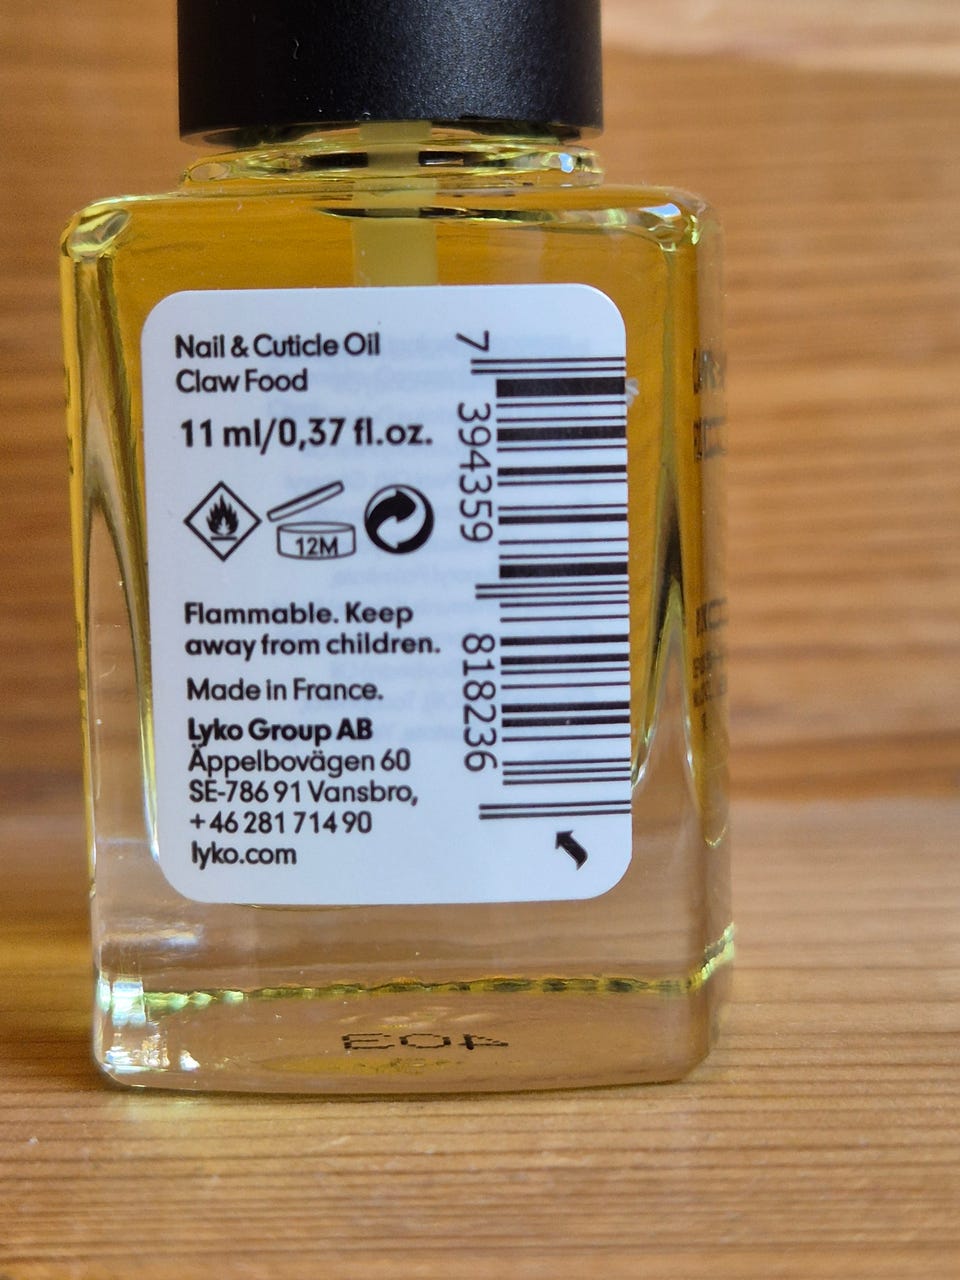 Nail & Cuticle Oil
Claw Food
11 ml/0,37 fl.oz.
12M
Flammable. Keep
away from children.
Made in France.
Lyko Group AB
Äppelbovägen 60
SE-786 91 Vansbro,
+46 281 714 90
lyko.com
7 394359 818236